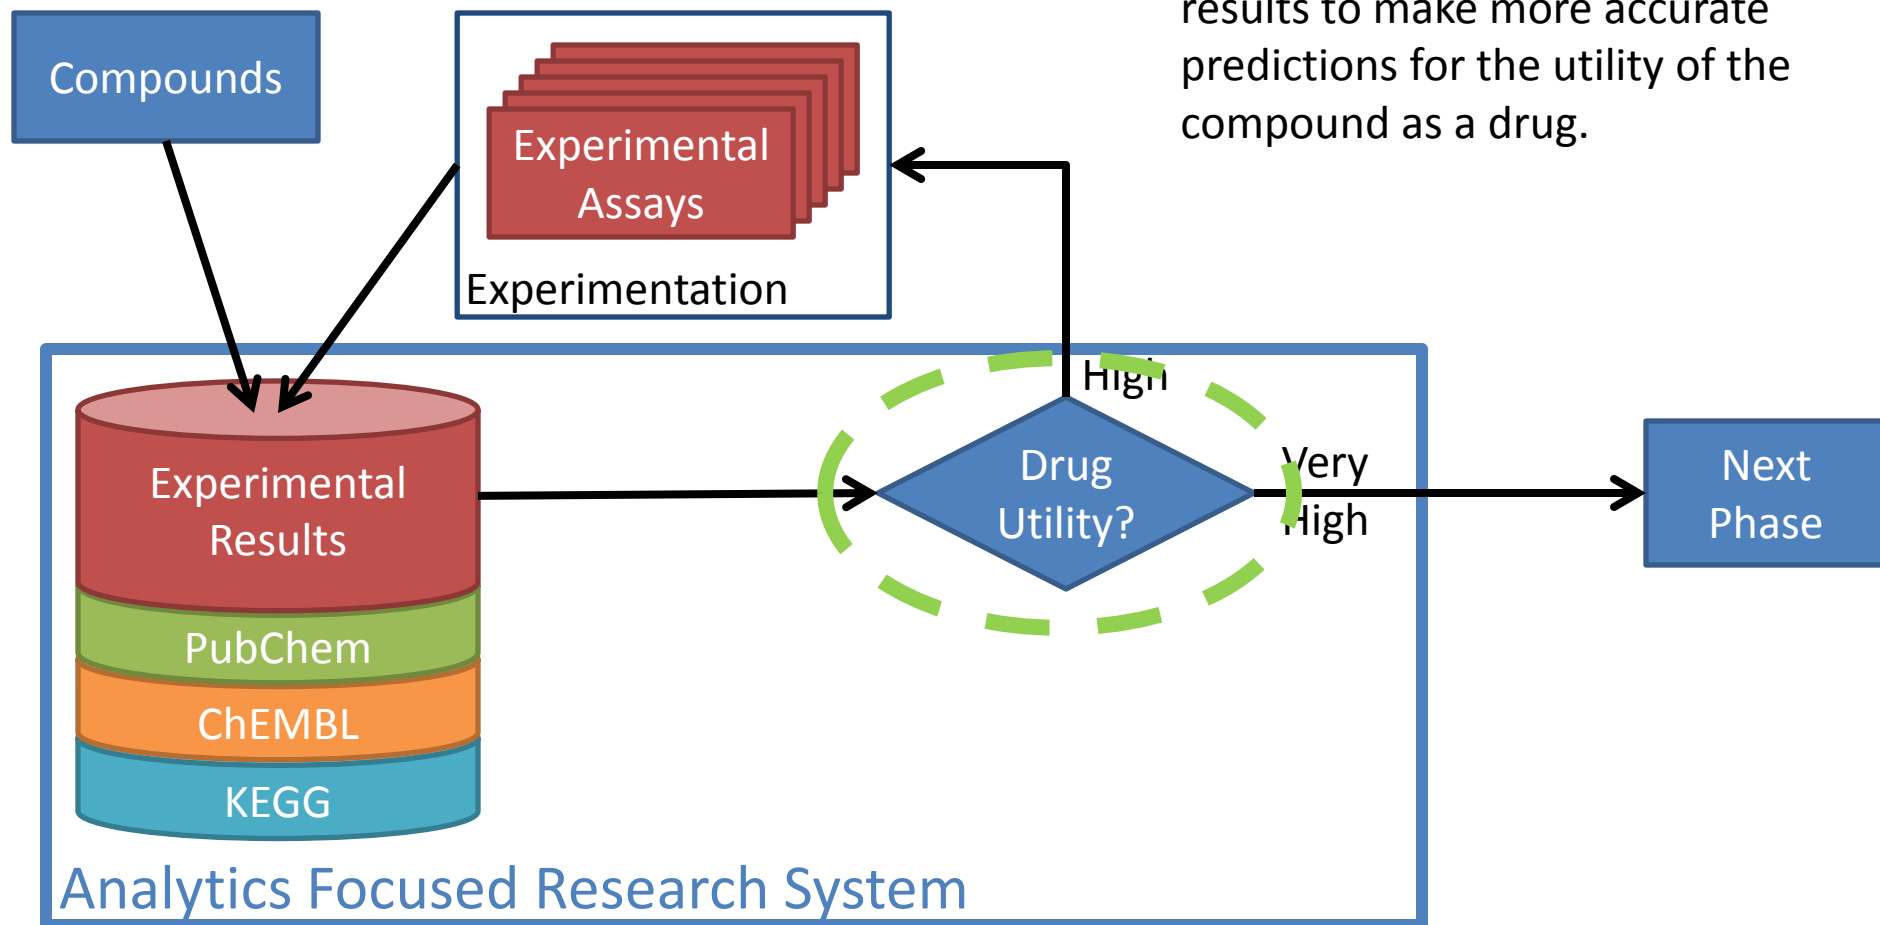 results to make more accurate
predictions for the utility of the
compound as a drug.
Compounds
Experimental
Assays
Experimentation
High
Experimental
Results
Drug
Utility?
Very
High
Next
Phase
PubChem
ChEMBL
KEGG
Analytics Focused Research System